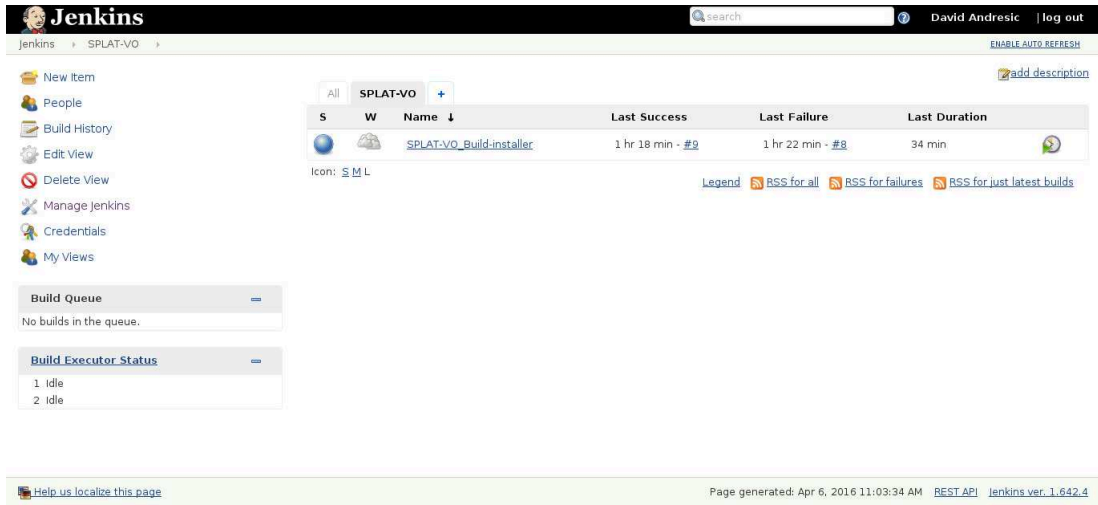 Jenkins
search
David Andresic | log out
Jenkins SPLAT-VO
ENABLE AUTO REFRESH
New Item
People
Build History
Edit View
Delete View
Manage Jenkins
Credentials
My Views
Build Queue
No builds in the queue.
Build Executor Status
1 Idle
2 Idle
add description
All SPLAT-VO +
S W Name ↓ Last Success Last Failure Last Duration
SPLAT-VO_Build-installer 1 hr 18 min - #9 1 hr 22 min - #8 34 min
Icon: S M L
Legend RSS for all RSS for failures RSS for just latest builds
Help us localize this page
Page generated: Apr 6, 2016 11:03:34 AM REST API Jenkins ver. 1.642.4